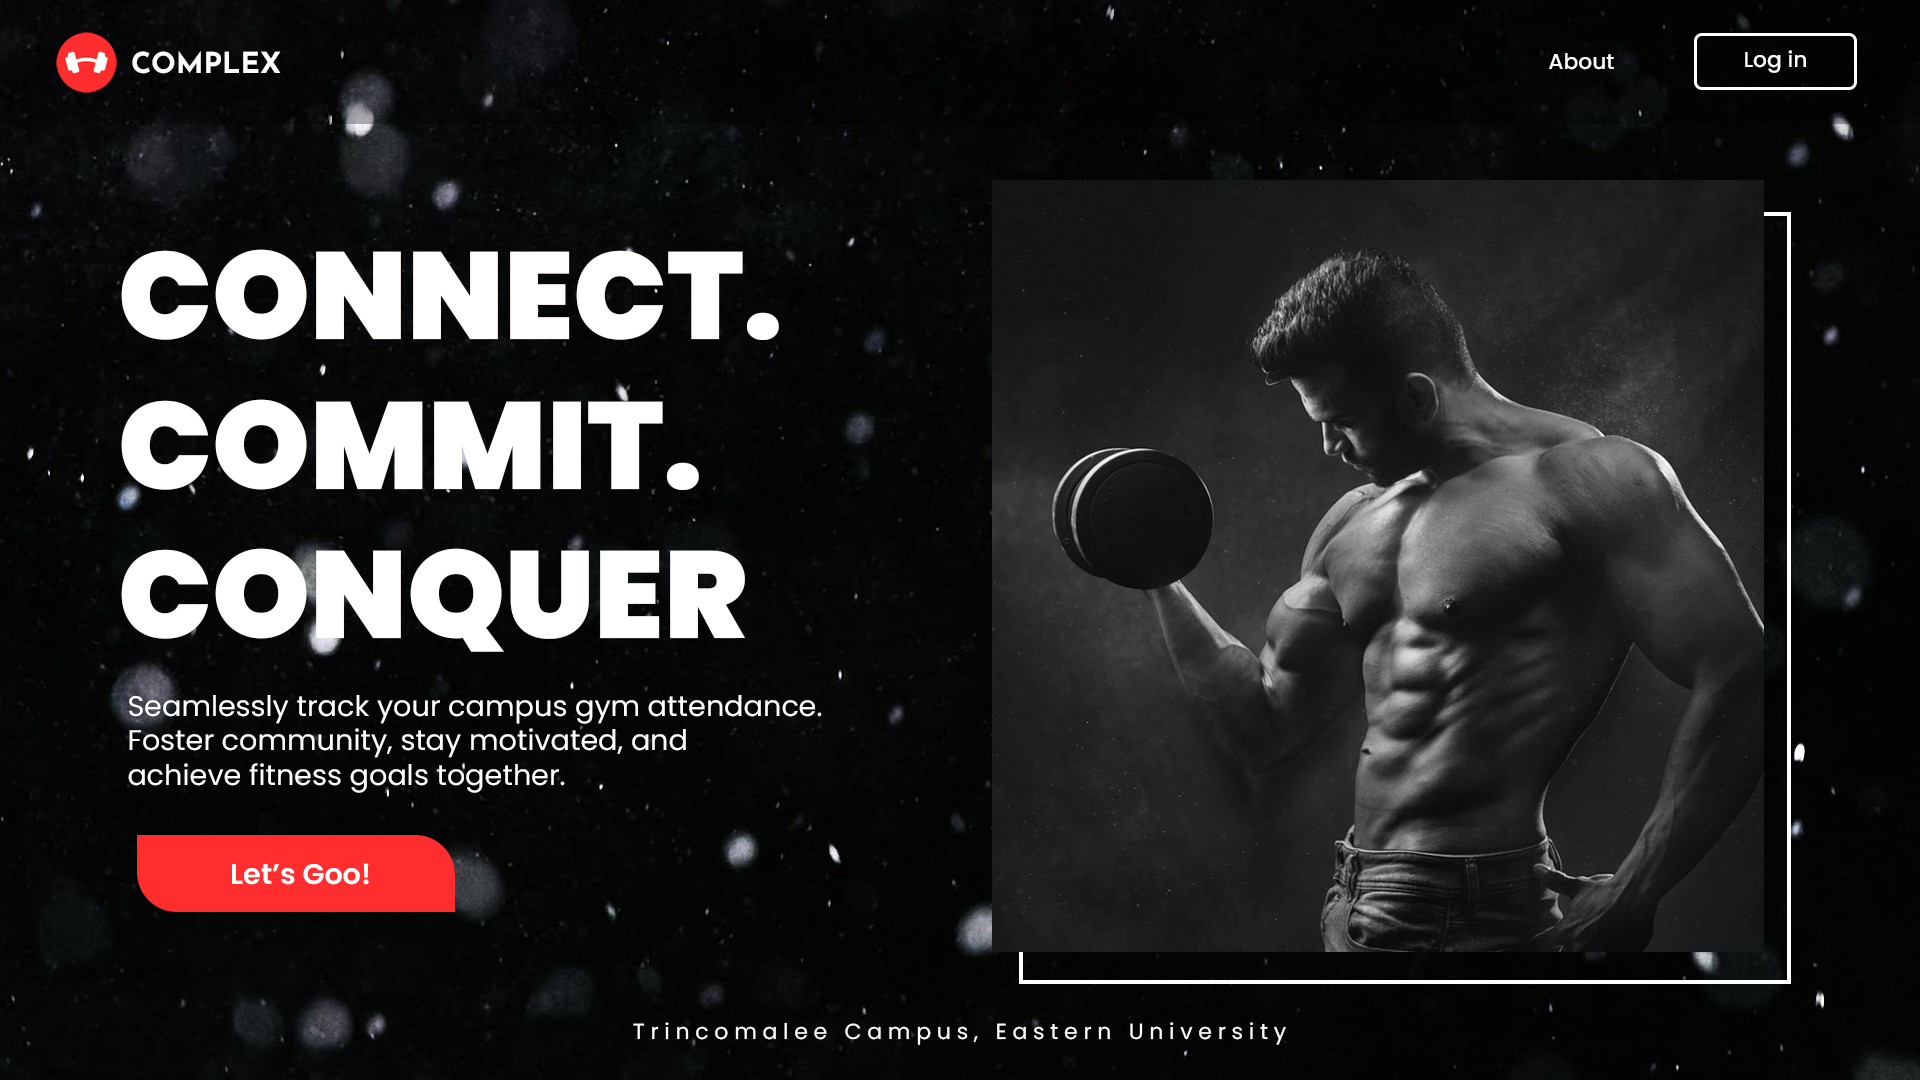 COMPLEX
About
Log in
CONNECT.
COMMIT.
CONQUER
Seamlessly track your campus gym attendance.
Foster community, stay motivated, and
achieve fitness goals together.
Let’s Goo!
Trincomalee Campus, Eastern University